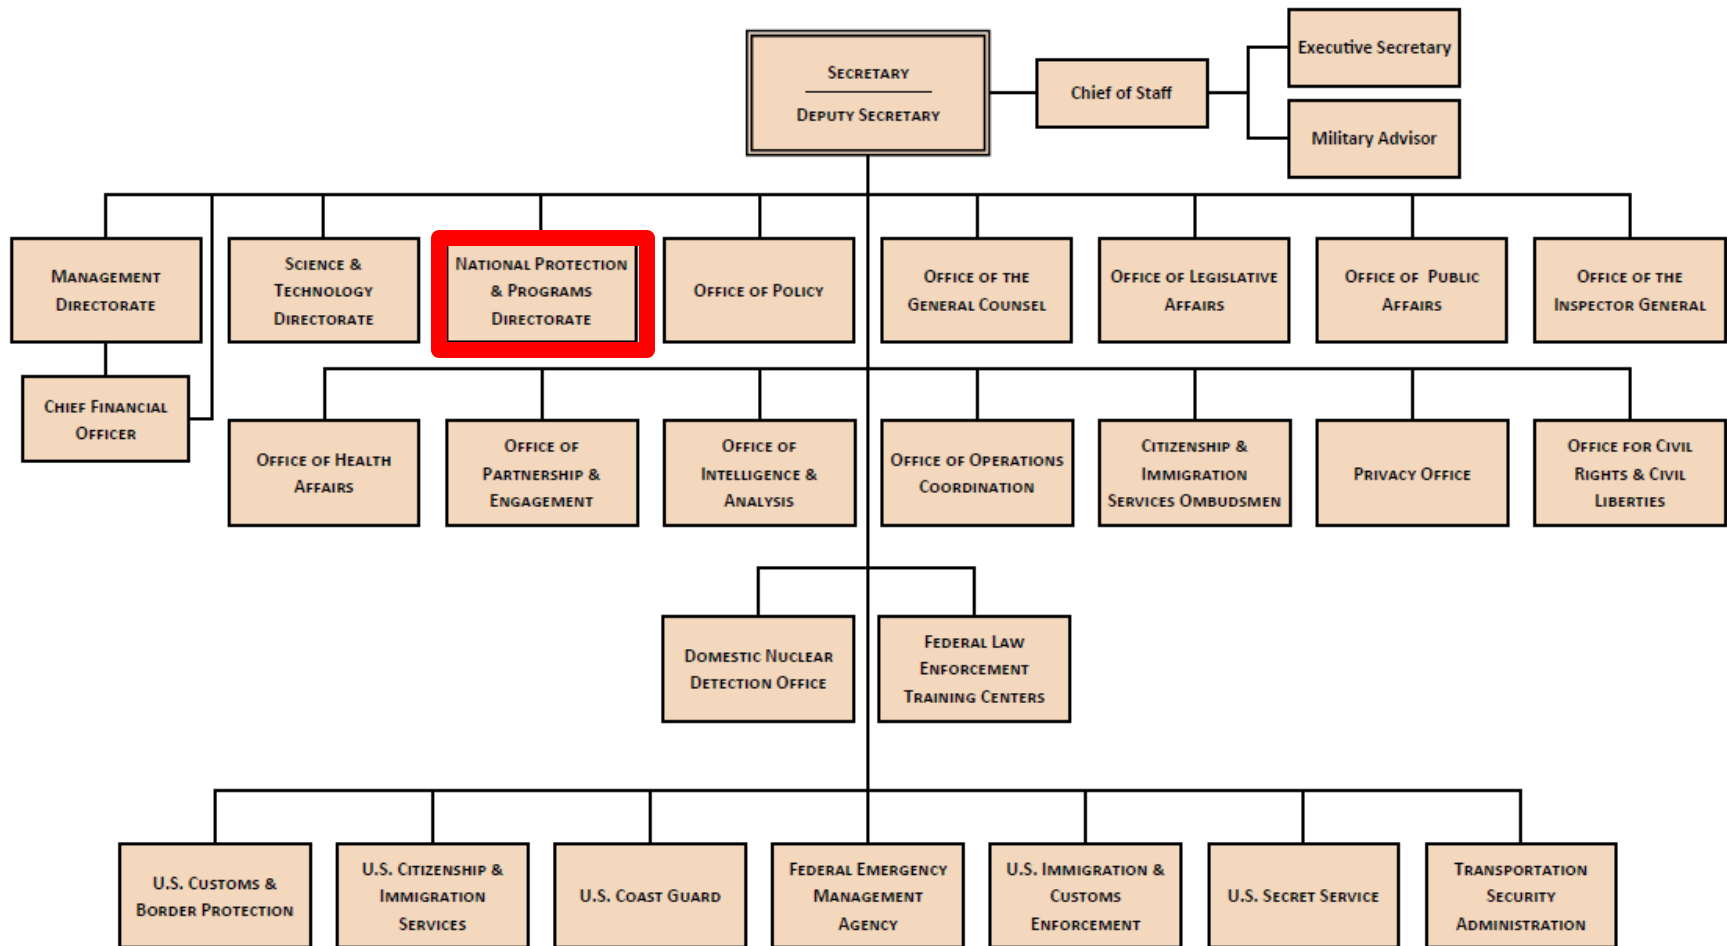 Executive Secretary
SECRETARY
Chief of Staff
DEPUTY SECRETARY
Military Advisor
MANAGEMENT
DIRECTORATE
SCIENCE &
TECHNOLOGY
DIRECTORATE
NATIONAL PROTECTION
& PROGRAMS
DIRECTORATE
OFFICE OF POLICY
OFFICE OF THE
GENERAL COUNSEL
OFFICE OF LEGISLATIVE
AFFAIRS
OFFICE OF PUBLIC
AFFAIRS
OFFICE OF THE
INSPECTOR GENERAL
CHIEF FINANCIAL
OFFICER
OFFICE OF HEALTH
AFFAIRS
OFFICE OF
PARTNERSHIP &
ENGAGEMENT
OFFICE OF
INTELLIGENCE &
ANALYSIS
OFFICE OF OPERATIONS
COORDINATION
CITIZENSHIP &
IMMIGRATION
SERVICES OMBUDSMEN
PRIVACY OFFICE
OFFICE FOR CIVIL
RIGHTS & CIVIL
LIBERTIES
DOMESTIC NUCLEAR
DETECTION OFFICE
FEDERAL LAW
ENFORCEMENT
TRAINING CENTERS
U.S. CUSTOMS &
BORDER PROTECTION
U.S. CITIZENSHIP &
IMMIGRATION
SERVICES
U.S. COAST GUARD
FEDERAL EMERGENCY
MANAGEMENT
AGENCY
U.S. IMMIGRATION &
CUSTOMS
ENFORCEMENT
U.S. SECRET SERVICE
TRANSPORTATION
SECURITY
ADMINISTRATION